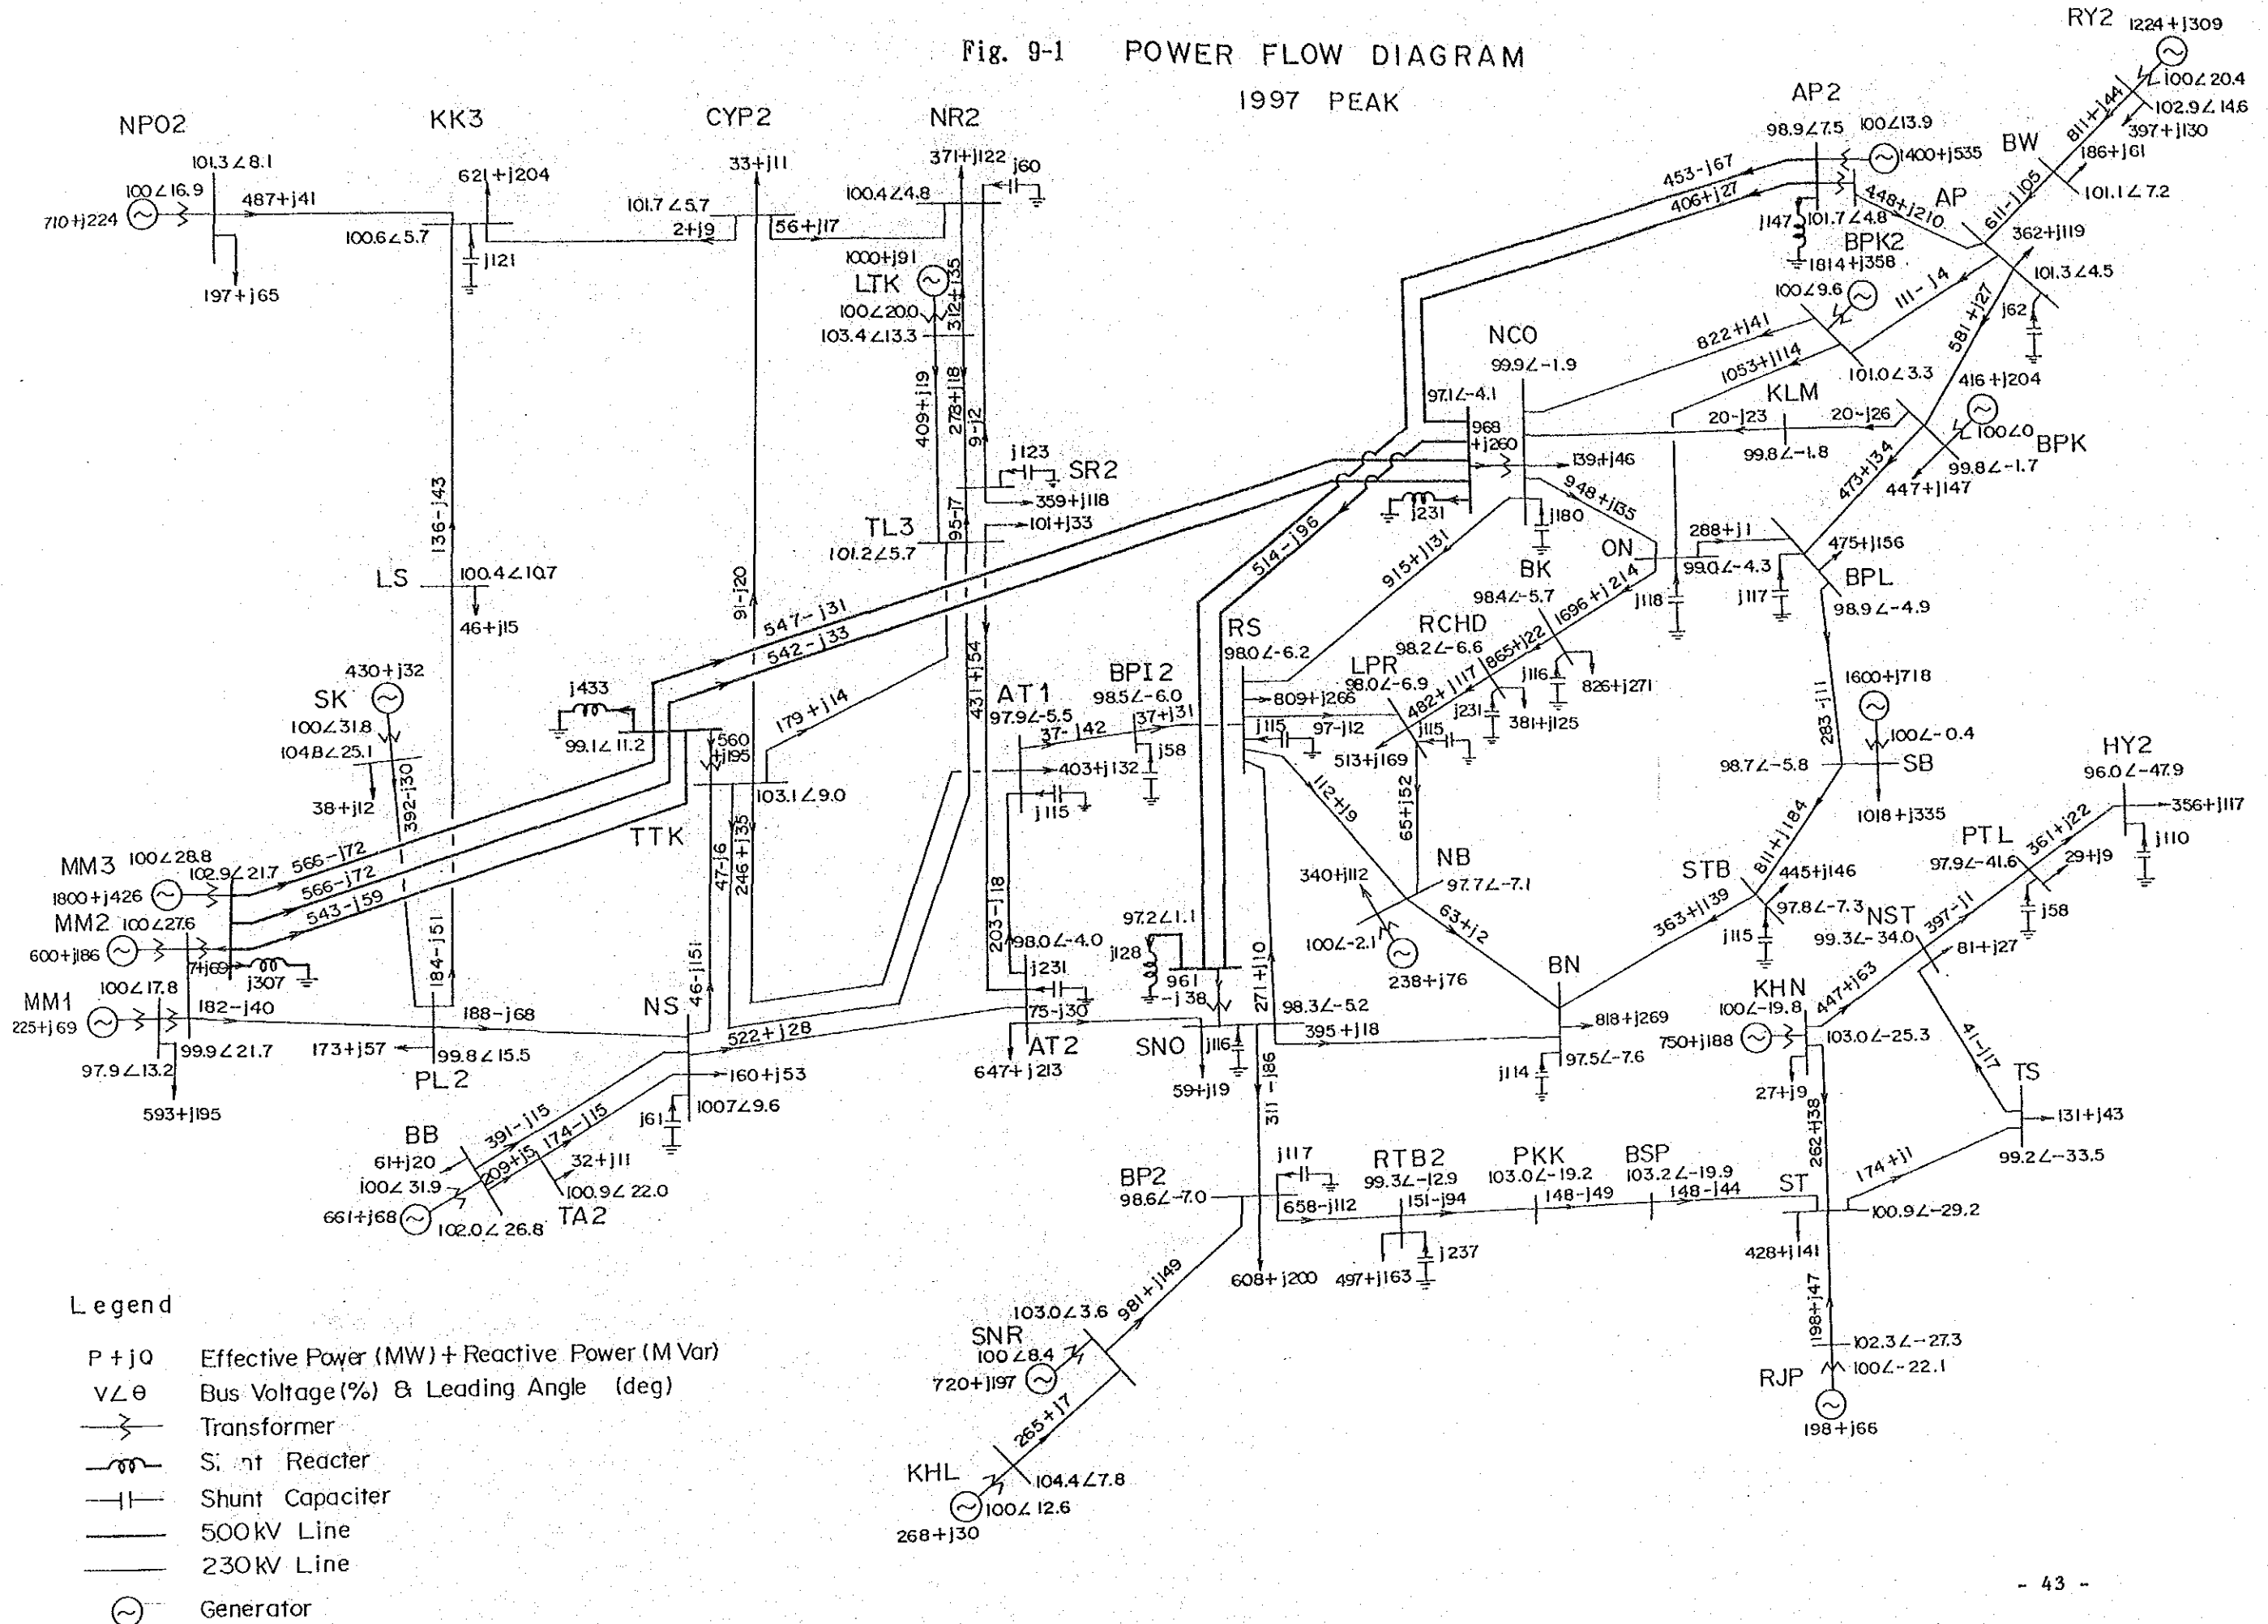 Fig. 9-1 POWER FLOW DIAGRAM
1997 PEAK
NPO2
101.3∠8.1
100∠16.9
710+j224
487+j41
197+j65
KK3
621+j204
100.6∠5.7
j121
CYP2
33+j11
101.7∠5.7
2+j9
56+j17
NR2
371+j122
j60
100.4∠4.8
1000+j91
LTK
100∠20.0
103.4∠13.3
312+j35
409+j19
278+j18
9-j2
j123
SR2
359+j118
101+j33
95-j7
TL3
101.2∠5.7
136-j43
LS
100.4∠10.7
46+j15
91-j20
547-j31
542-j33
430+j32
SK
100∠31.8
104.8∠25.1
38+j12
392-j30
j433
99.1∠11.2
560
+j195
179+j14
431+j54
103.1∠9.0
TTK
47-j6
246+j35
MM3
100∠28.8
102.9∠21.7
1800+j426
566-j72
566-j72
543-j59
MM2
100∠27.6
600+j186
7+j69
j307
MM1
100∠17.8
225+j69
182-j40
99.9∠21.7
97.9∠13.2
593+j195
184-j51
188-j68
173+j57
99.8∠15.5
PL2
NS
46-j151
522+j28
160+j53
100.7∠9.6
j61
BB
391-j15
174-j15
209+j5
61+j20
32+j11
100∠31.9
100.9∠22.0
TA2
661+j68
102.0∠26.8
AT1
97.9∠-5.5
37-j42
BPI2
98.5∠-6.0
37+j31
j58
403+j132
j115
203-j18
98.0∠-4.0
j231
75-j30
AT2
647+j213
97.2∠1.1
j128
961
-j38
SNO
j116
59+j19
271+j10
98.3∠-5.2
395+j18
311-j86
RS
98.0∠-6.2
809+j266
j115
97-j12
112+j9
915+j131
514-j96
LPR
98.0∠-6.9
482+j117
j115
513+j169
65+j52
RCHD
98.2∠-6.6
865+j22
j231
381+j125
BK
98.4∠-5.7
1696+j214
j116
826+j271
ON
99.0∠-4.3
j118
288+j1
NCO
99.9∠-1.9
97.1∠-4.1
968
+j260
139+j46
948+j135
j231
j180
453-j67
406+j27
AP2
98.9∠7.5
100∠13.9
1400+j535
j147
101.7∠4.8
448+j210
BPK2
1814+j358
100∠9.6
822+j41
1053+j114
101.0∠3.3
111-j4
AP
362+j119
101.3∠4.5
j62
581+j27
RY2
1224+j309
100∠20.4
102.9∠14.6
397+j130
811+j44
BW
186+j61
101.1∠7.2
611-j105
KLM
20-j23
20-j26
99.8∠-1.8
416+j204
100∠0
BPK
99.8∠-1.7
447+j147
473+j34
475+j156
BPL
j117
98.9∠-4.9
283-j11
1600+j718
100∠-0.4
98.7∠-5.8
SB
1018+j335
811+j184
STB
445+j146
97.8∠-7.3
j115
363+j139
NB
97.7∠-7.1
340+j112
100∠-2.1
238+j76
63+j2
BN
818+j269
97.5∠-7.6
j114
HY2
96.0∠-47.9
356+j117
j110
PTL
97.9∠-41.6
361+j22
29+j9
j58
NST
99.3∠-34.0
397-j1
81+j27
KHN
100∠-19.8
447+j63
750+j188
103.0∠-25.3
27+j9
262+j38
41-j17
TS
131+j43
99.2∠-33.5
174+j1
ST
100.9∠-29.2
428+j141
198+j47
102.3∠-27.3
RJP
100∠-22.1
198+j66
BP2
98.6∠-7.0
j117
658-j112
608+j200
RTB2
99.3∠-12.9
151-j94
497+j163
j237
PKK
103.0∠-19.2
148-j49
BSP
103.2∠-19.9
148-j44
981+j149
103.0∠3.6
SNR
100∠8.4
720+j197
265+j7
KHL
104.4∠7.8
100∠12.6
268+j30
Legend
P+jQ Effective Power (MW) + Reactive Power (M Var)
V∠θ Bus Voltage (%) & Leading Angle (deg)
Transformer
Reacter
Shunt Capaciter
500kV Line
230kV Line
Generator
- 43 -